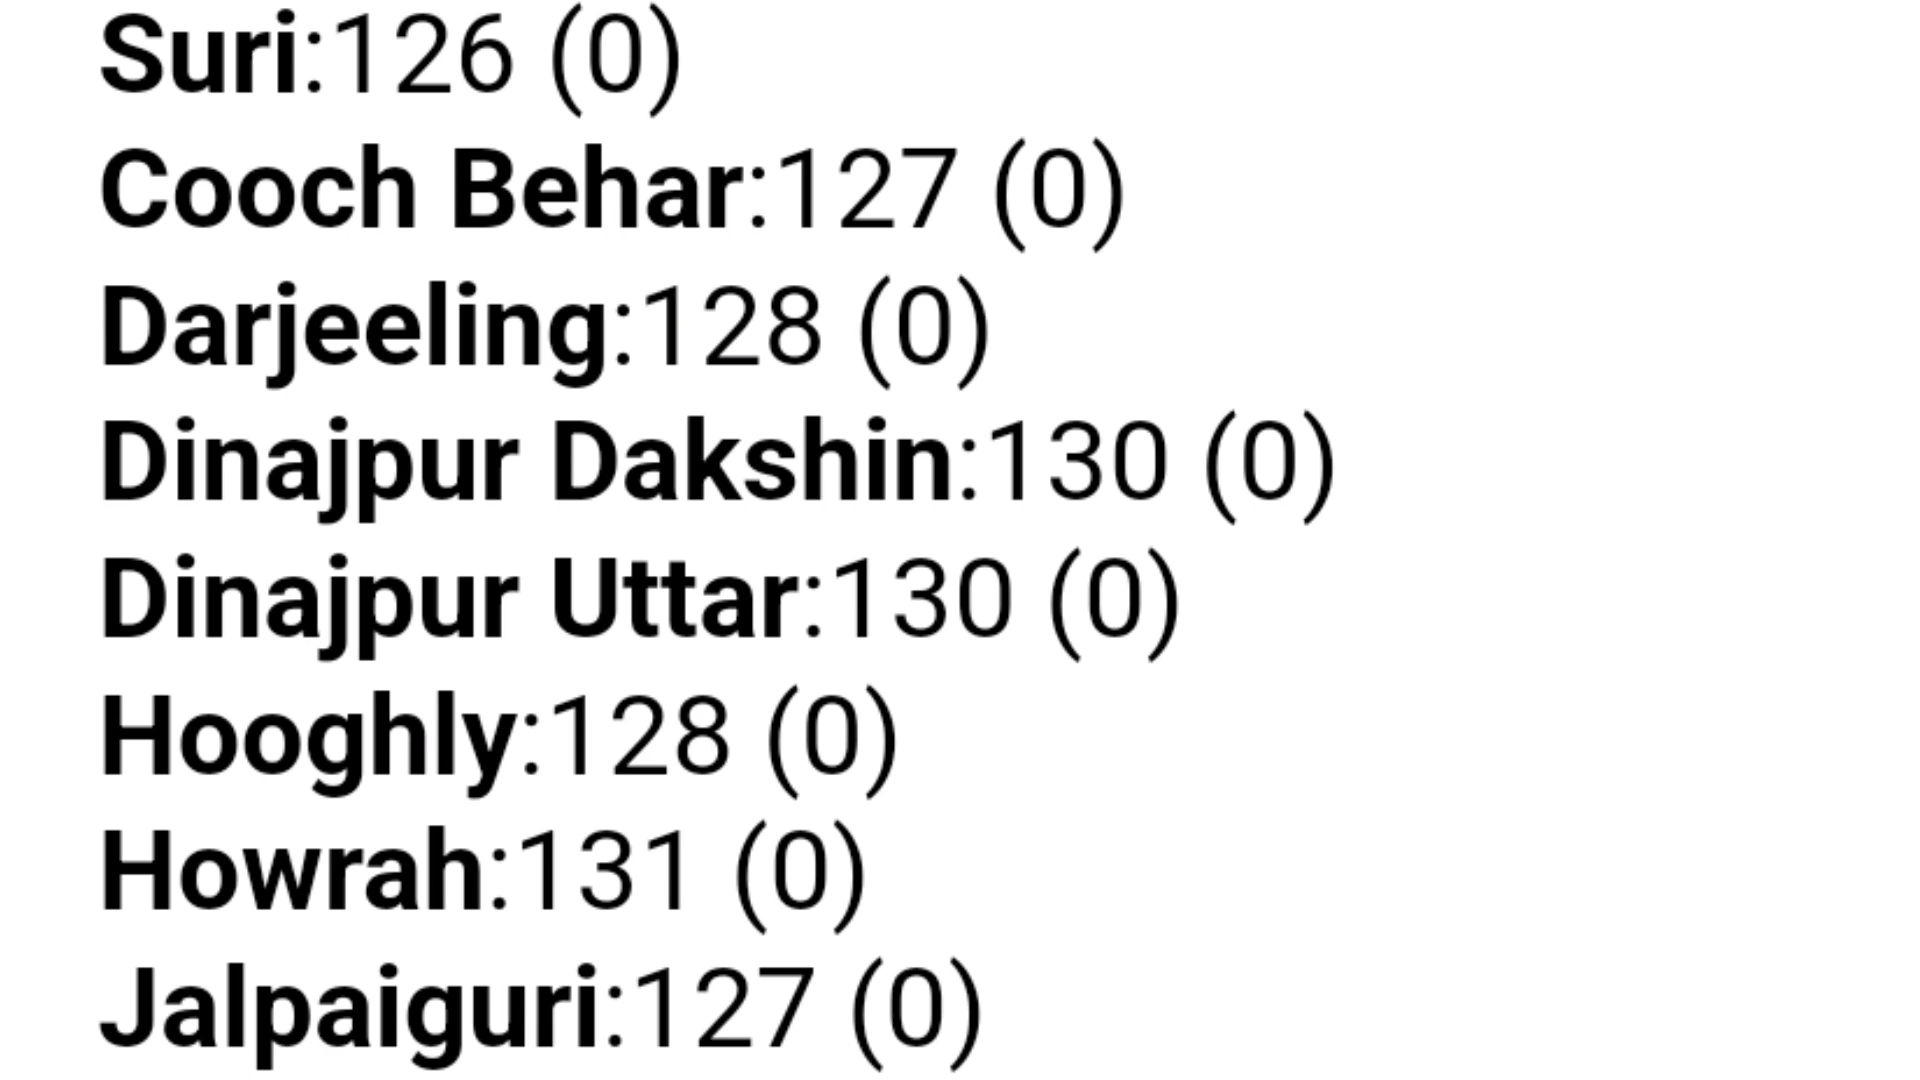 Suri:126 (0)
Cooch Behar:127 (0)
Darjeeling:128 (0)
Dinajpur Dakshin:130 (0)
Dinajpur Uttar:130 (0)
Hooghly:128 (0)
Howrah:131 (0)
Jalpaiguri:127 (0)